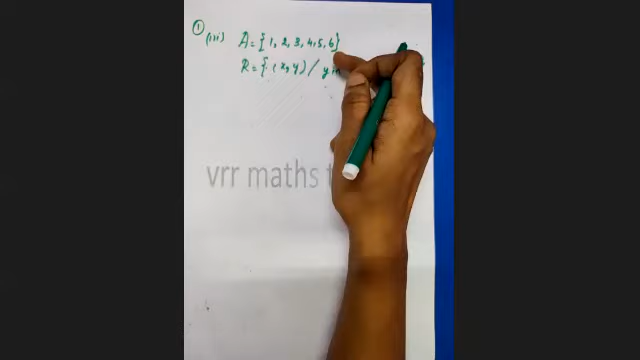 ①
(iii) A = {1, 2, 3, 4, 5, 6}
R = {(x, y) / y
vrr maths